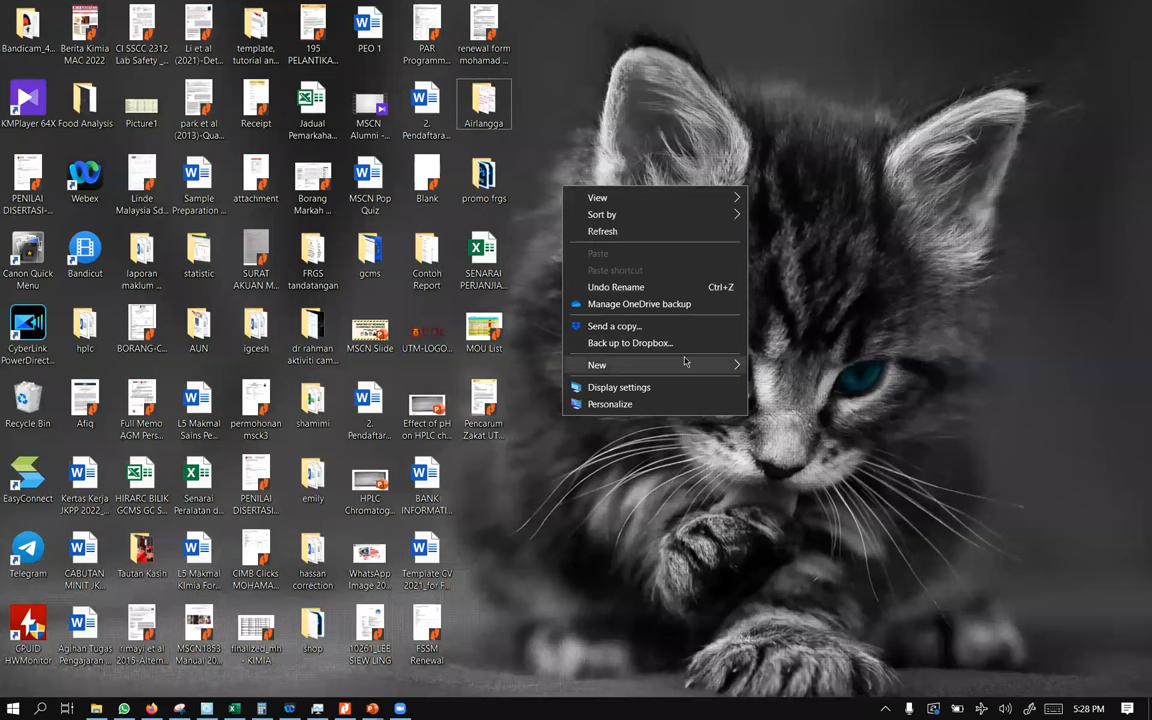 Bandicam_4...
Berita Kimia
MAC 2022
CI SSCC 2312
Lab Safety _...
Li et al
(2021)-Det...
template,
tutorial an...
195
PELANTIKA...
PEO 1
PAR
Programm...
renewal form
mohamad ...
KMPlayer 64X
Food Analysis
Picture1
park et al
(2013)-Qua...
Receipt
Jadual
Pemarkaha...
MSCN
Alumni -...
2.
Pendaftara...
Airlangga
PENILAI
DISERTASI-...
Webex
Linde
Malaysia Sd...
Sample
Preparation ...
attachment
Borang
Markah ...
MSCN Pop
Quiz
Blank
promo frgs
Canon Quick
Menu
Bandicut
laporan
maklum ...
statistic
SURAT
AKUAN M...
FRGS
tandatangan
gcms
Contoh
Report
SENARAI
PERJANJIA...
CyberLink
PowerDirect...
hplc
BORANG-C...
AUN
igcesh
dr rahman
aktiviti cam...
MSCN Slide
UTM-LOGO...
MOU List
Recycle Bin
Afiq
Full Memo
AGM Pers...
L5 Makmal
Sains Pe...
permohonan
msck3
shamimi
2.
Pendaftar...
Effect of pH
on HPLC ch...
Pencarum
Zakat UT...
EasyConnect
Kertas Kerja
JKPP 2022_...
HIRARC BILIK
GCMS GC S...
Senarai
Peralatan d...
PENILAI
DISERTASI...
emily
HPLC
Chromatog...
BANK
INFORMATI...
Telegram
CABUTAN
MINIT JK...
Tautan Kasih
L5 Makmal
Kimia For...
CIMB Clicks
MOHAMA...
hassan
correction
WhatsApp
Image 20...
Template CV
2021_for F...
CPUID
HWMonitor
Agihan Tugas
Pengajaran ...
rimayi et al
2015-Altern...
MSCN1853
Manual 20...
finalized_mh
- KIMIA
shop
10261_LEE
SIEW LING
FSSM
Renewal
View
Sort by
Refresh
Paste
Paste shortcut
Undo Rename Ctrl+Z
Manage OneDrive backup
Send a copy...
Back up to Dropbox...
New
Display settings
Personalize
5:28 PM